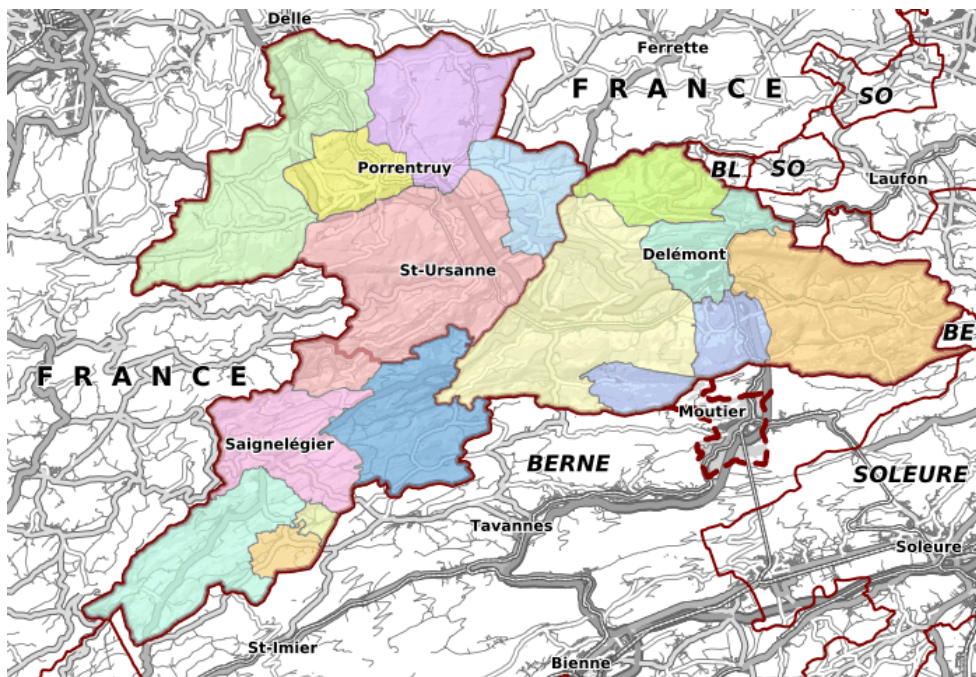 Delle
Ferrette
F R A N C E
SO
Porrentruy
BL
SO
Laufon
St-Ursanne
Delémont
BE
F R A N C E
Moutier
Saignelégier
BERNE
SOLEURE
Tavannes
Soleure
St-Imier
Bienne